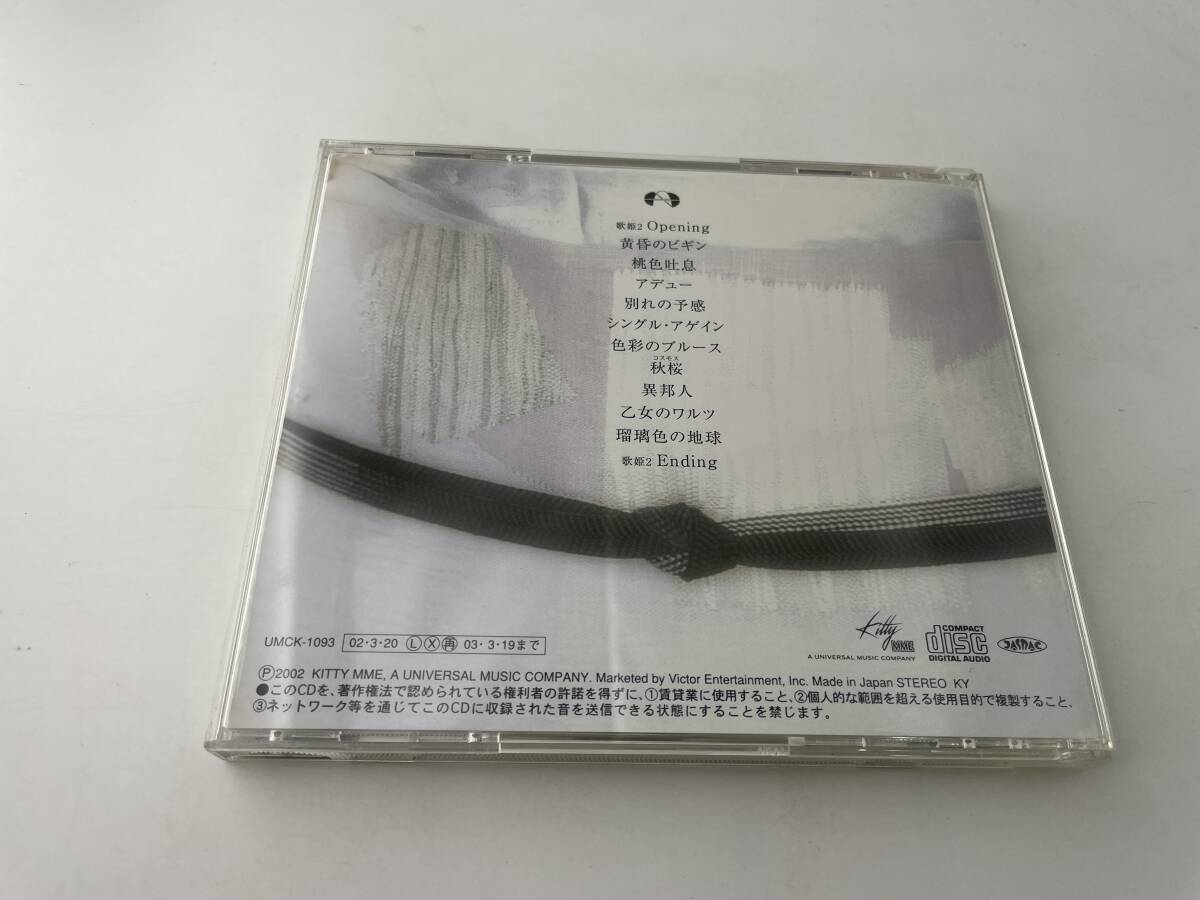 歌姫2 Opening
黄昏のビギン
桃色吐息
アデュー
別れの予感
シングル・アゲイン
色彩のブルース
コスモス
秋桜
異邦人
乙女のワルツ
瑠璃色の地球
歌姫2 Ending
Kitty MME
A UNIVERSAL MUSIC COMPANY
COMPACT
disc
DIGITAL AUDIO
JASRAC
UMCK-1093 02・3・20 Ⓛ Ⓧ ㊢ 03・3・19まで
Ⓟ2002 KITTY MME, A UNIVERSAL MUSIC COMPANY. Marketed by Victor Entertainment, Inc. Made in Japan STEREO KY
●このCDを、著作権法で認められている権利者の許諾を得ずに、①賃貸業に使用すること、②個人的な範囲を超える使用目的で複製すること、
③ネットワーク等を通じてこのCDに収録された音を送信できる状態にすることを禁じます。